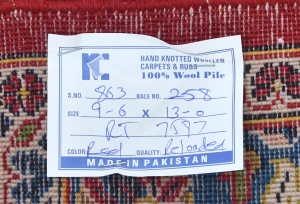 HAND KNOTTED WOOLLEN
CARPETS & RUGS
100% Wool Pile
S.NO. 863 BALE NO. 258
SIZE 9-6 X 13-0
RT 7597
COLOR Red QUALITY: Reloaded
MADE IN PAKISTAN